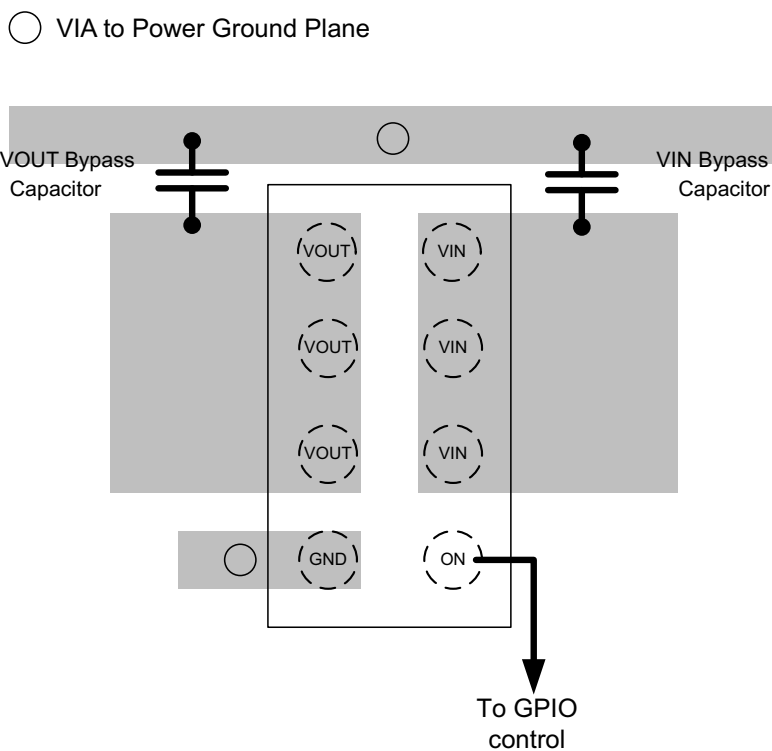 VIA to Power Ground Plane
VOUT Bypass
Capacitor
VIN Bypass
Capacitor
VOUT
VIN
VOUT
VIN
VOUT
VIN
GND
ON
To GPIO
control